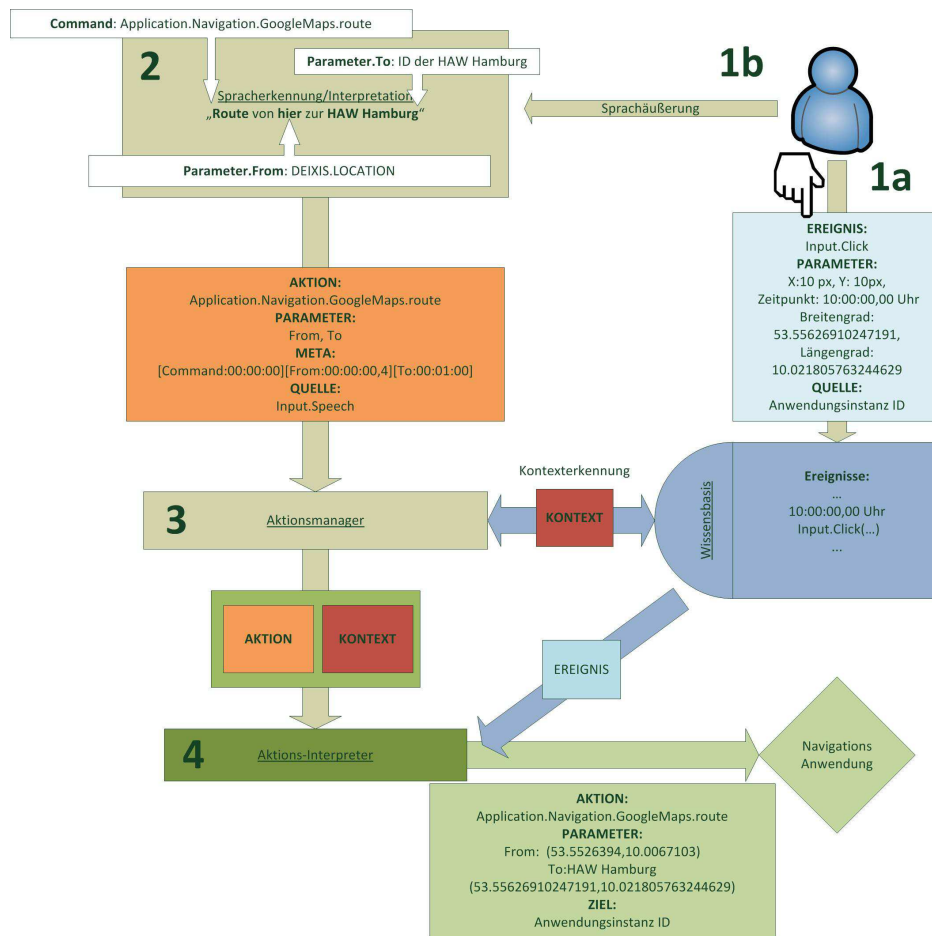 Command: Application.Navigation.GoogleMaps.route
2
Parameter.To: ID der HAW Hamburg
Spracherkennung/Interpretation
„Route von hier zur HAW Hamburg“
Parameter.From: DEIXIS.LOCATION
1b
Sprachäußerung
1a
EREIGNIS:
Input.Click
PARAMETER:
X:10 px, Y: 10px,
Zeitpunkt: 10:00:00,00 Uhr
Breitengrad:
53.55626910247191,
Längengrad:
10.021805763244629
QUELLE:
Anwendungsinstanz ID
AKTION:
Application.Navigation.GoogleMaps.route
PARAMETER:
From, To
META:
[Command:00:00:00][From:00:00:00,4][To:00:01:00]
QUELLE:
Input.Speech
3
Aktionsmanager
Kontexterkennung
KONTEXT
Wissensbasis
Ereignisse:
...
10:00:00,00 Uhr
Input.Click(...)
...
AKTION
KONTEXT
EREIGNIS
4
Aktions-Interpreter
Navigations
Anwendung
AKTION:
Application.Navigation.GoogleMaps.route
PARAMETER:
From: (53.5526394,10.0067103)
To:HAW Hamburg
(53.55626910247191,10.021805763244629)
ZIEL:
Anwendungsinstanz ID